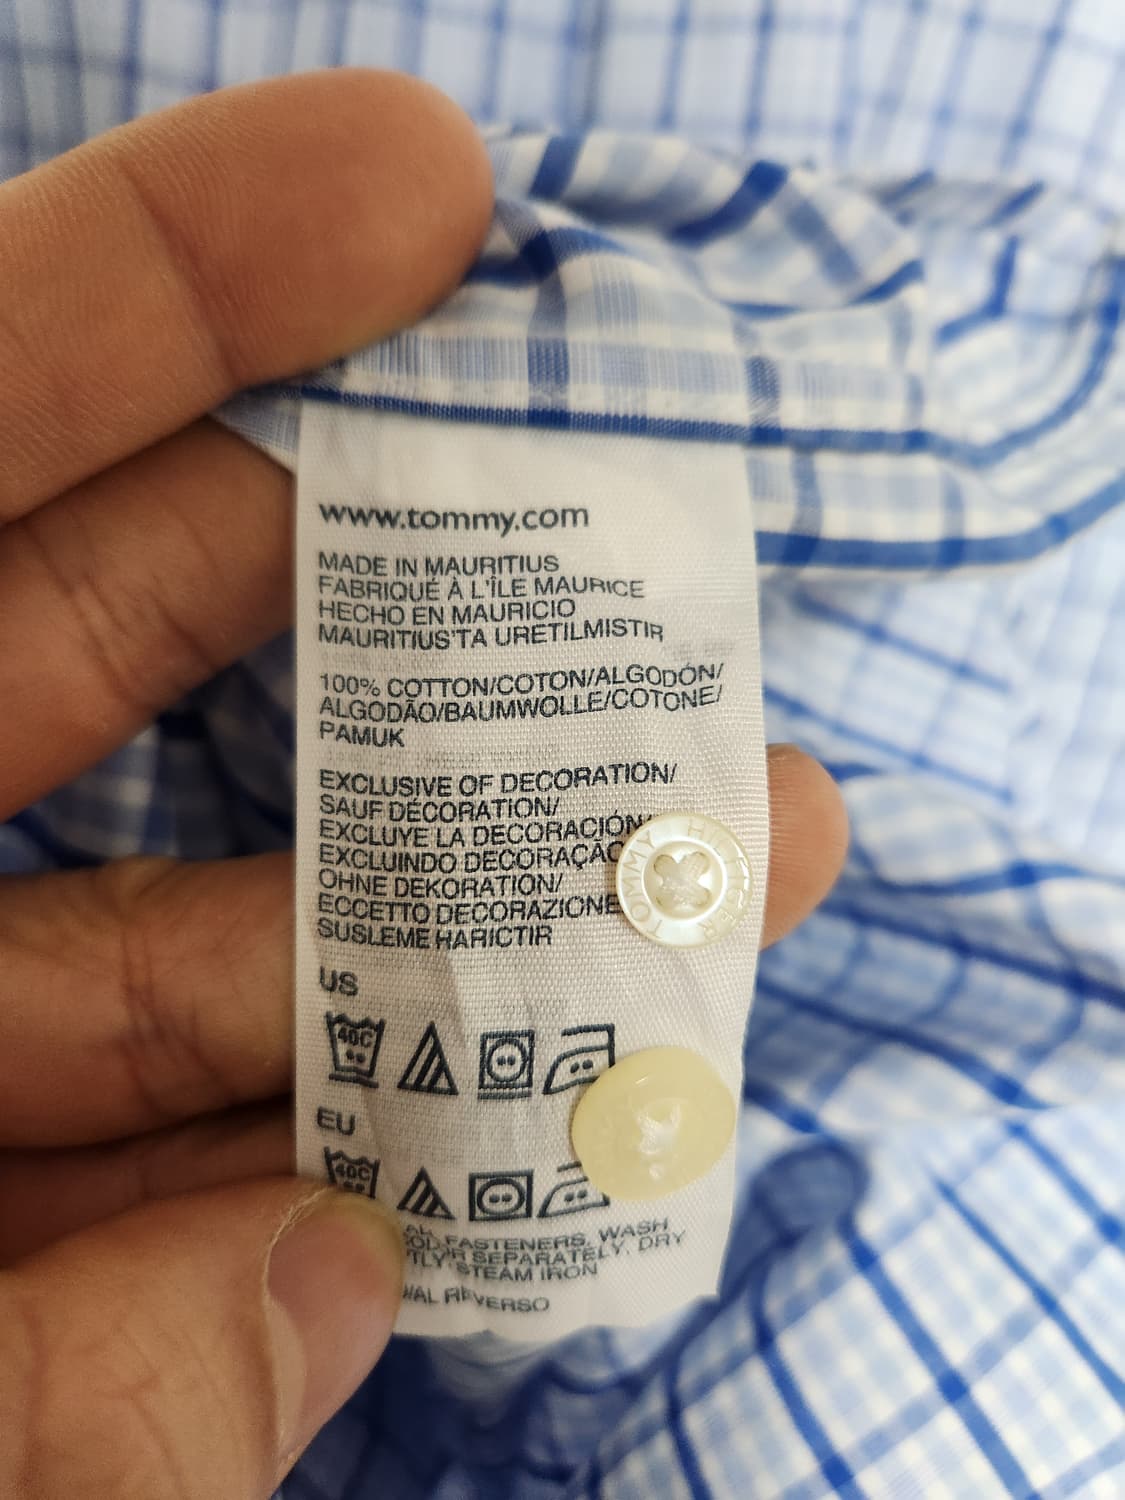 www.tommy.com
MADE IN MAURITIUS
FABRIQUÉ À L'ÎLE MAURICE
HECHO EN MAURICIO
MAURITIUS'TA URETILMISTIR
100% COTTON/COTON/ALGODÓN/
ALGODÃO/BAUMWOLLE/COTONE/
PAMUK
EXCLUSIVE OF DECORATION/
SAUF DÉCORATION/
EXCLUYE LA DECORACIÓN/
EXCLUINDO DECORAÇÃO
OHNE DEKORATION/
ECCETTO DECORAZIONE
SUSLEME HARICTIR
TOMMY HILFIGER
US
40C
EU
40C
FASTENERS, WASH
SEPARATELY, DRY
STEAM IRON
REVERSO